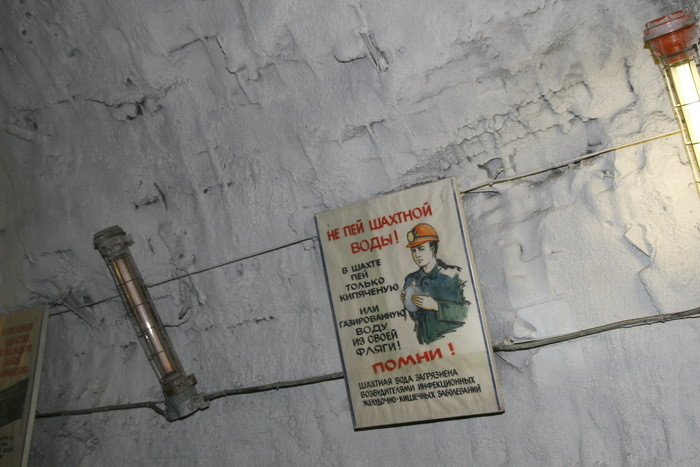 НЕ ПЕЙ ШАХТНОЙ
ВОДЫ!
В ШАХТЕ
ПЕЙ
ТОЛЬКО
КИПЯЧЕНУЮ
ИЛИ
ГАЗИРОВАННУЮ
ВОДУ
ИЗ СВОЕЙ
ФЛЯГИ!
ПОМНИ!
ШАХТНАЯ ВОДА ЗАГРЯЗНЕНА
ВОЗБУДИТЕЛЯМИ ИНФЕКЦИОННЫХ
ЖЕЛУДОЧНО-КИШЕЧНЫХ ЗАБОЛЕВАНИЙ